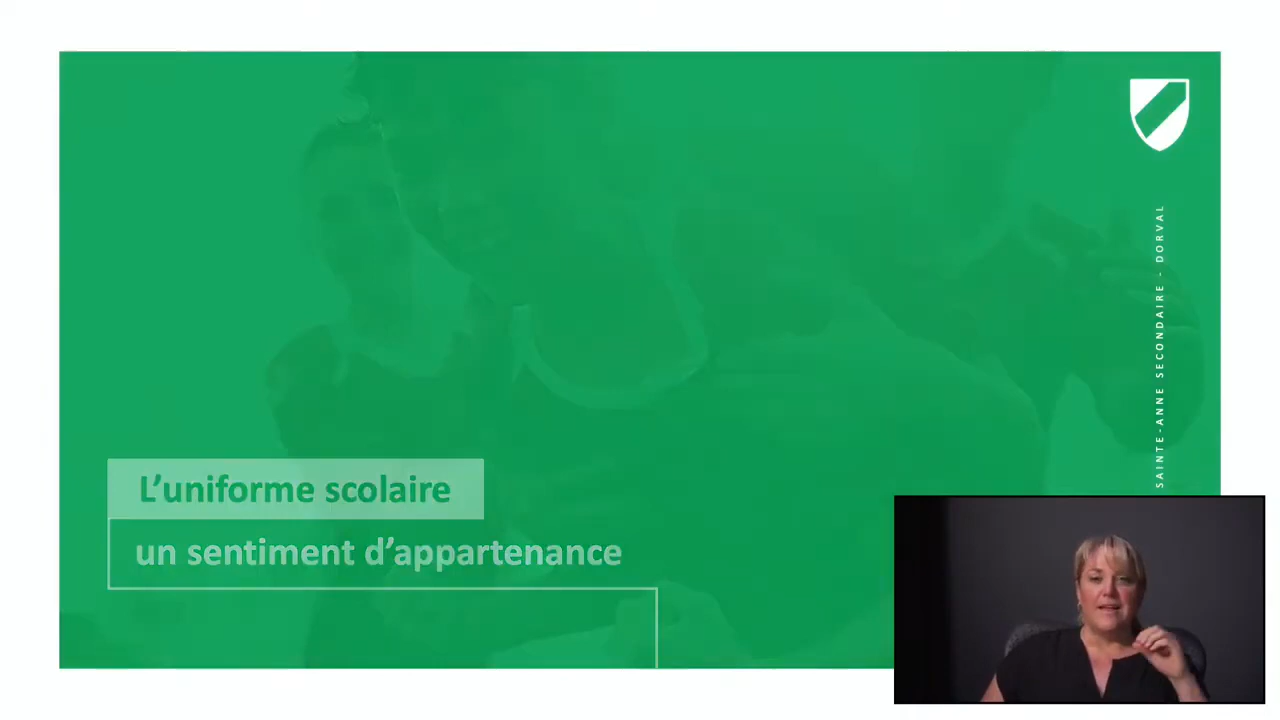 L'uniforme scolaire
un sentiment d'appartenance
SAINTE-ANNE SECONDAIRE - DORVAL